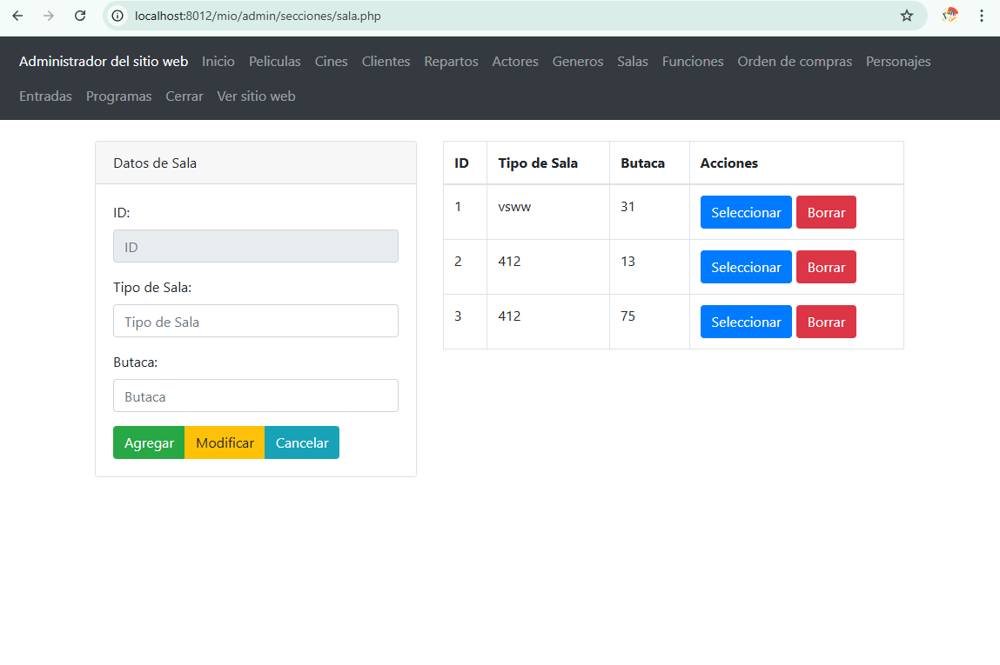 localhost:8012/mio/admin/secciones/sala.php
Administrador del sitio web Inicio Peliculas Cines Clientes Repartos Actores Generos Salas Funciones Orden de compras Personajes
Entradas Programas Cerrar Ver sitio web
Datos de Sala
ID:
ID
Tipo de Sala:
Tipo de Sala
Butaca:
Butaca
Agregar Modificar Cancelar
ID Tipo de Sala Butaca Acciones
1 vsww 31 Seleccionar Borrar
2 412 13 Seleccionar Borrar
3 412 75 Seleccionar Borrar